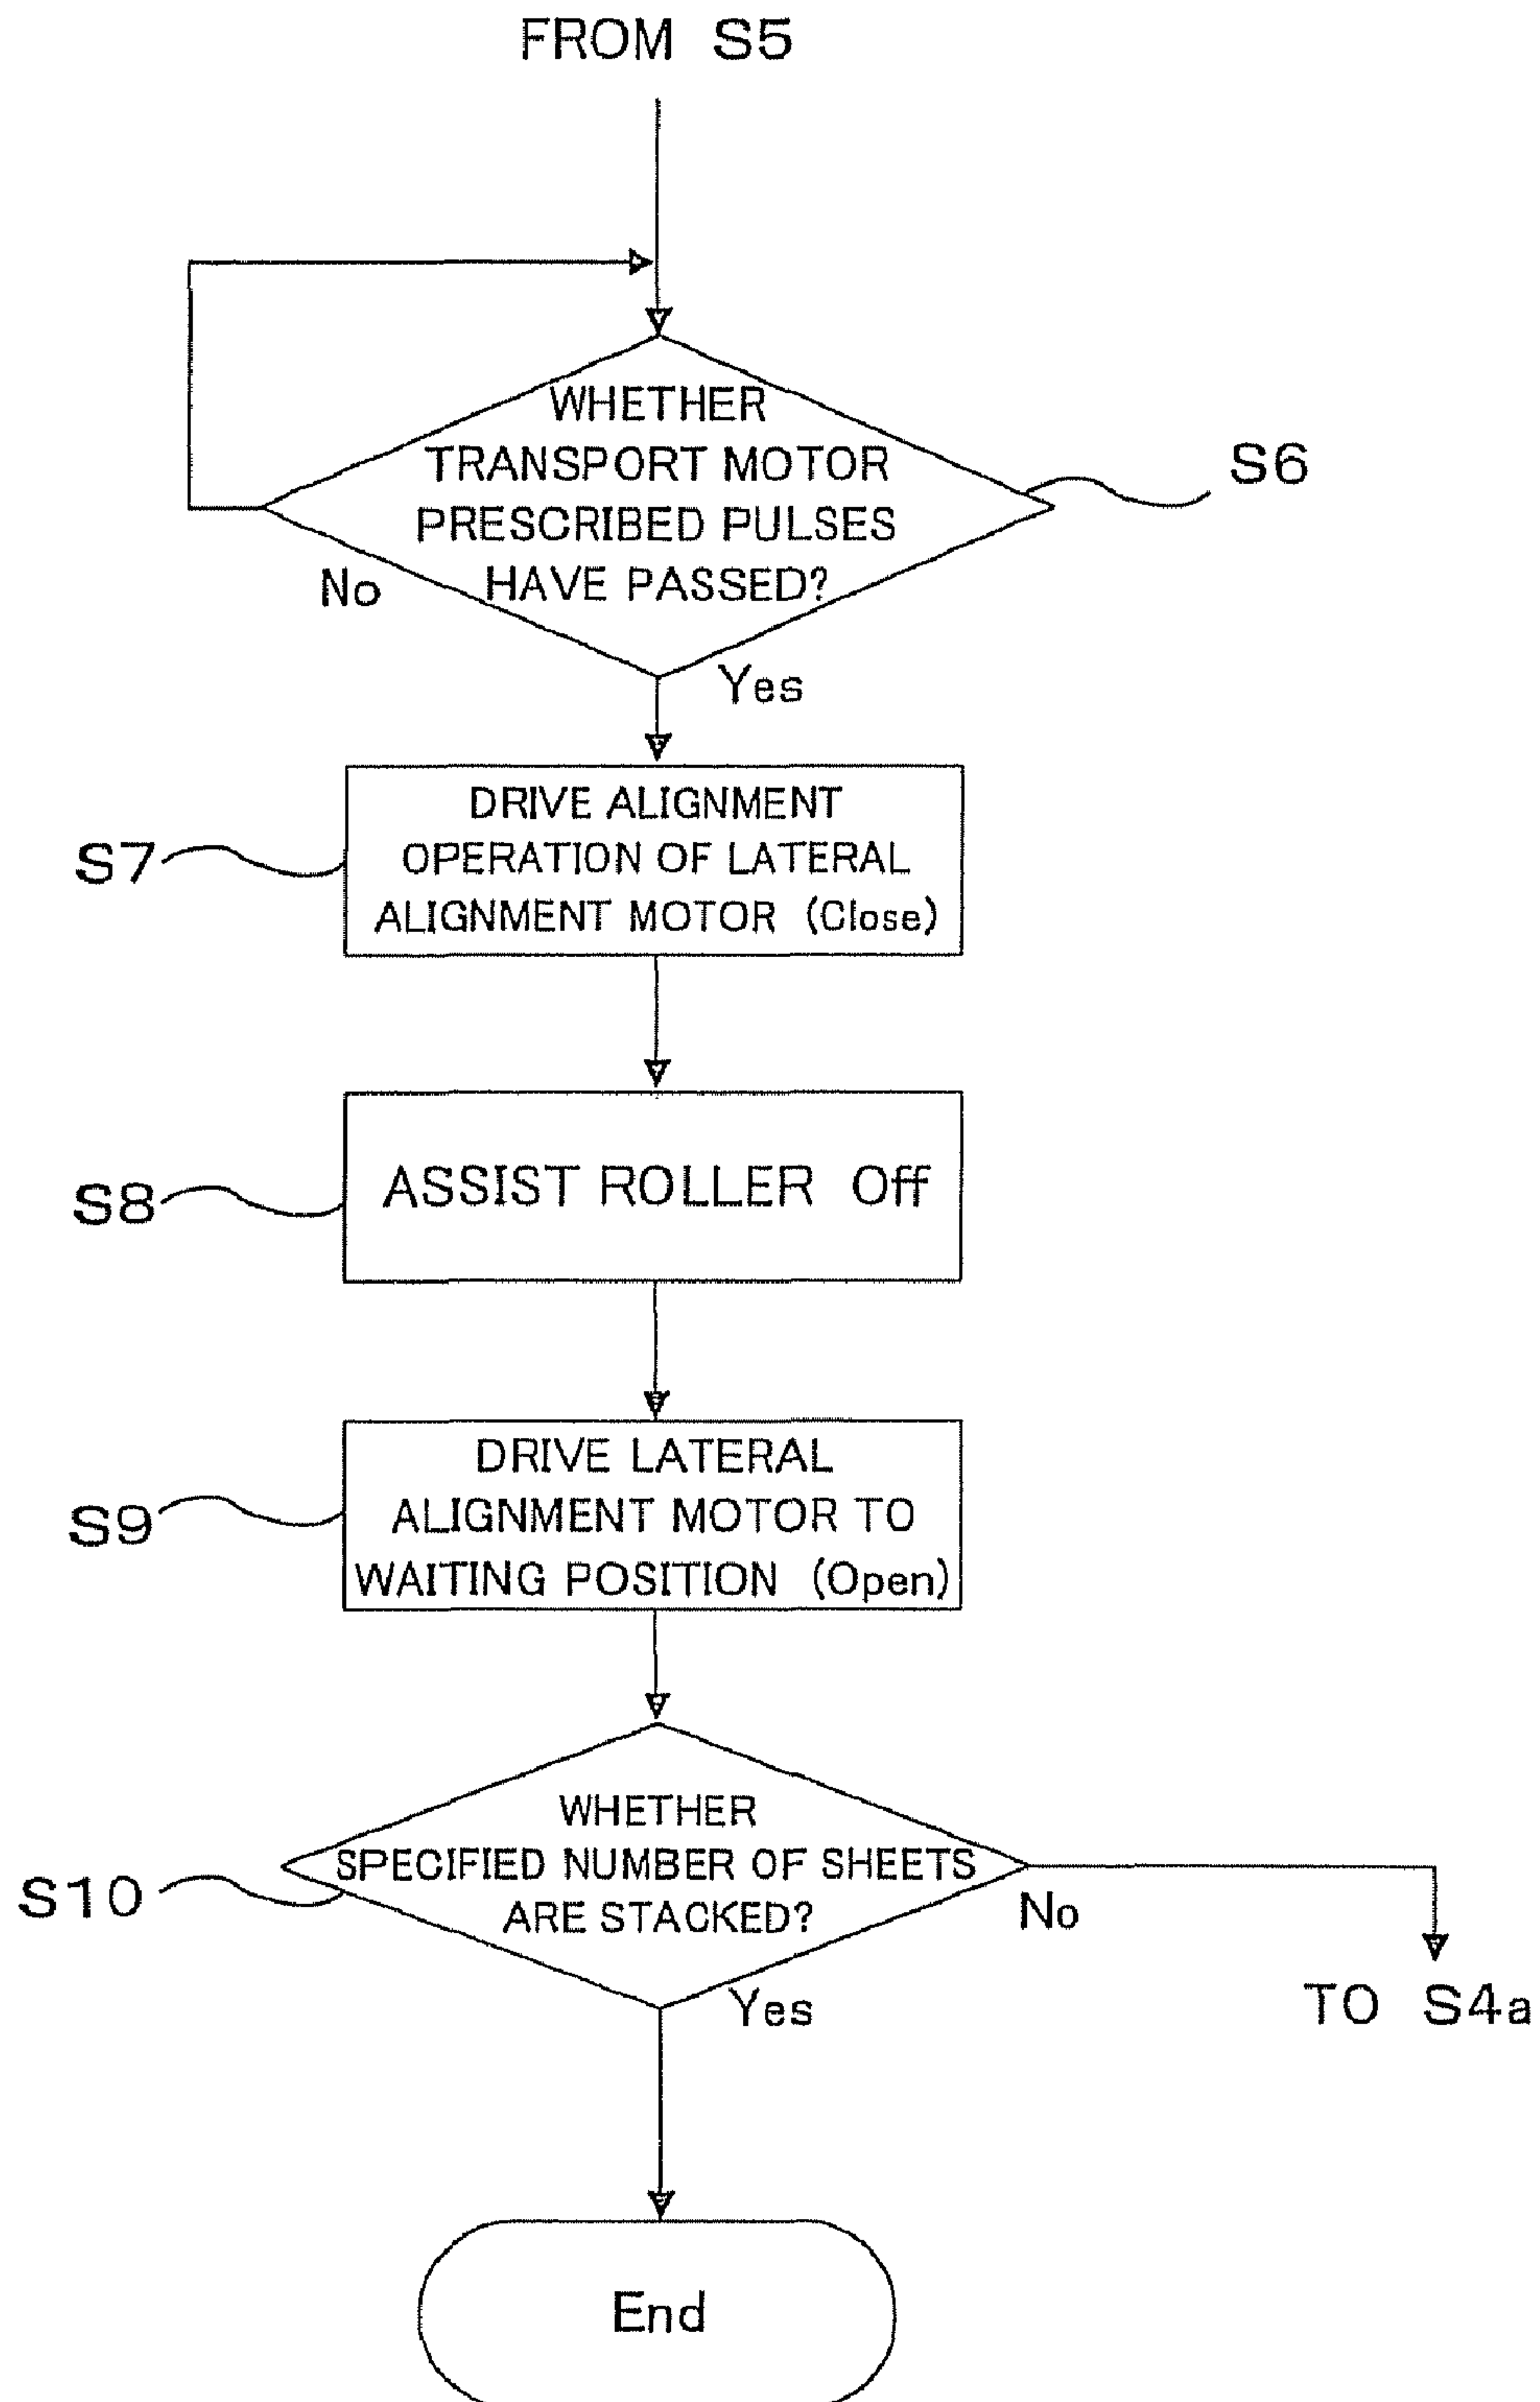 FROM S5
WHETHER
TRANSPORT MOTOR
PRESCRIBED PULSES
HAVE PASSED?
S6
No
Yes
DRIVE ALIGNMENT
OPERATION OF LATERAL
ALIGNMENT MOTOR (Close)
S7
ASSIST ROLLER Off
S8
DRIVE LATERAL
ALIGNMENT MOTOR TO
WAITING POSITION (Open)
S9
WHETHER
SPECIFIED NUMBER OF SHEETS
ARE STACKED?
S10
No
Yes
TO S4a
End